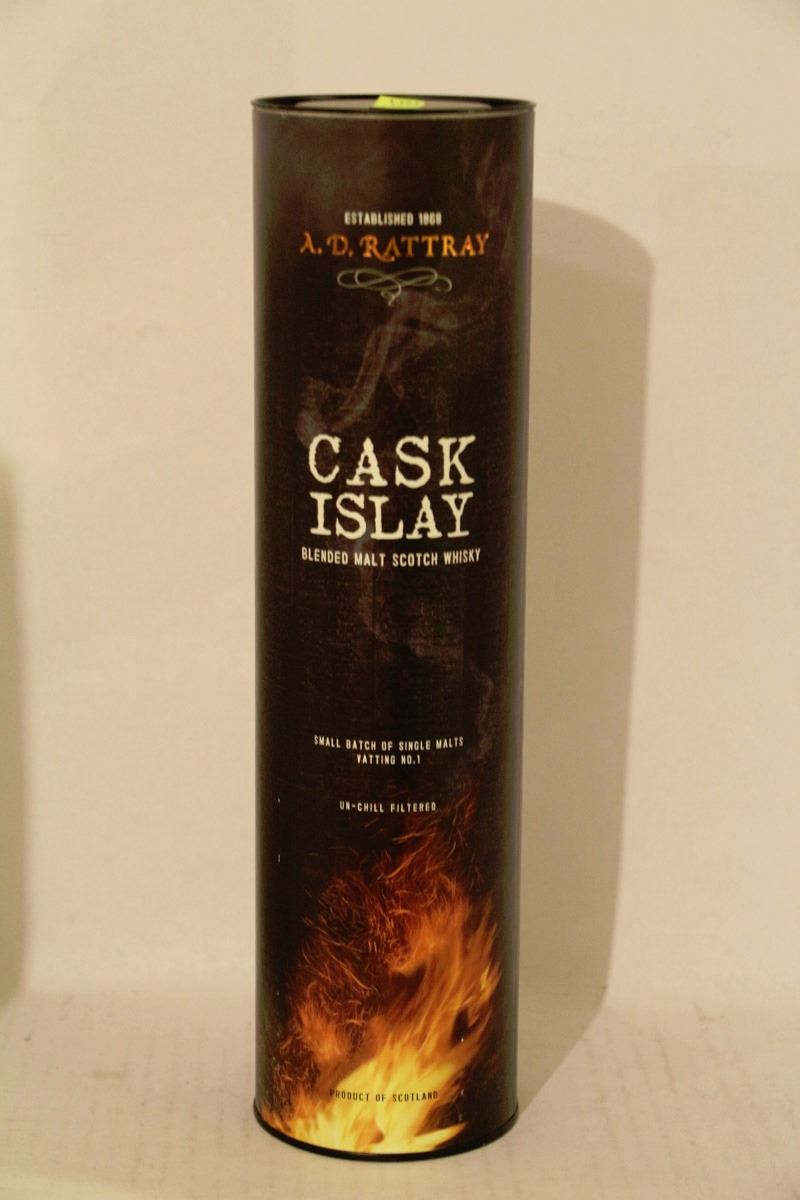 ESTABLISHED 1868
A. D. RATTRAY
CASK
ISLAY
BLENDED MALT SCOTCH WHISKY
SMALL BATCH OF SINGLE MALTS
VATTING NO.1
UN-CHILL FILTERED
PRODUCT OF SCOTLAND